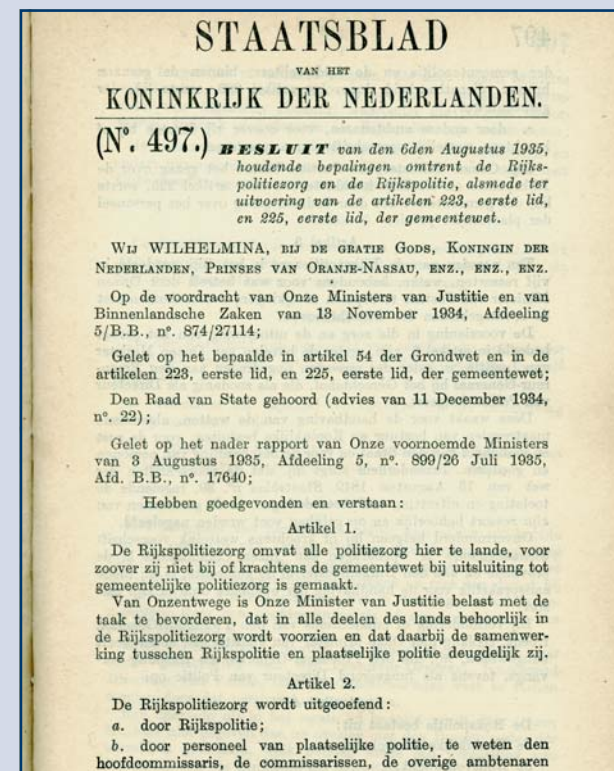 STAATSBLAD
VAN HET
KONINKRIJK DER NEDERLANDEN.
(N°. 497.) BESLUIT van den 6den Augustus 1935,
houdende bepalingen omtrent de Rijks-
politiezorg en de Rijkspolitie, alsmede ter
uitvoering van de artikelen 223, eerste lid,
en 225, eerste lid, der gemeentewet.
WIJ WILHELMINA, BIJ DE GRATIE GODS, KONINGIN DER
NEDERLANDEN, PRINSES VAN ORANJE-NASSAU, ENZ., ENZ., ENZ.
Op de voordracht van Onze Ministers van Justitie en van
Binnenlandsche Zaken van 13 November 1934, Afdeeling
5/B.B., n°. 874/27114;
Gelet op het bepaalde in artikel 54 der Grondwet en in de
artikelen 223, eerste lid, en 225, eerste lid, der gemeentewet;
Den Raad van State gehoord (advies van 11 December 1934,
n°. 22);
Gelet op het nader rapport van Onze voornoemde Ministers
van 3 Augustus 1935, Afdeeling 5, n°. 899/26 Juli 1935,
Afd. B.B., n°. 17640;
Hebben goedgevonden en verstaan:
Artikel 1.
De Rijkspolitiezorg omvat alle politiezorg hier te lande, voor
zoover zij niet bij of krachtens de gemeentewet bij uitsluiting tot
gemeentelijke politiezorg is gemaakt.
Van Onzentwege is Onze Minister van Justitie belast met de
taak te bevorderen, dat in alle deelen des lands behoorlijk in
de Rijkspolitiezorg wordt voorzien en dat daarbij de samenwer-
king tusschen Rijkspolitie en plaatselijke politie deugdelijk zij.
Artikel 2.
De Rijkspolitiezorg wordt uitgeoefend:
a. door Rijkspolitie;
b. door personeel van plaatselijke politie, te weten den
hoofdcommissaris, de commissarissen, de overige ambtenaren